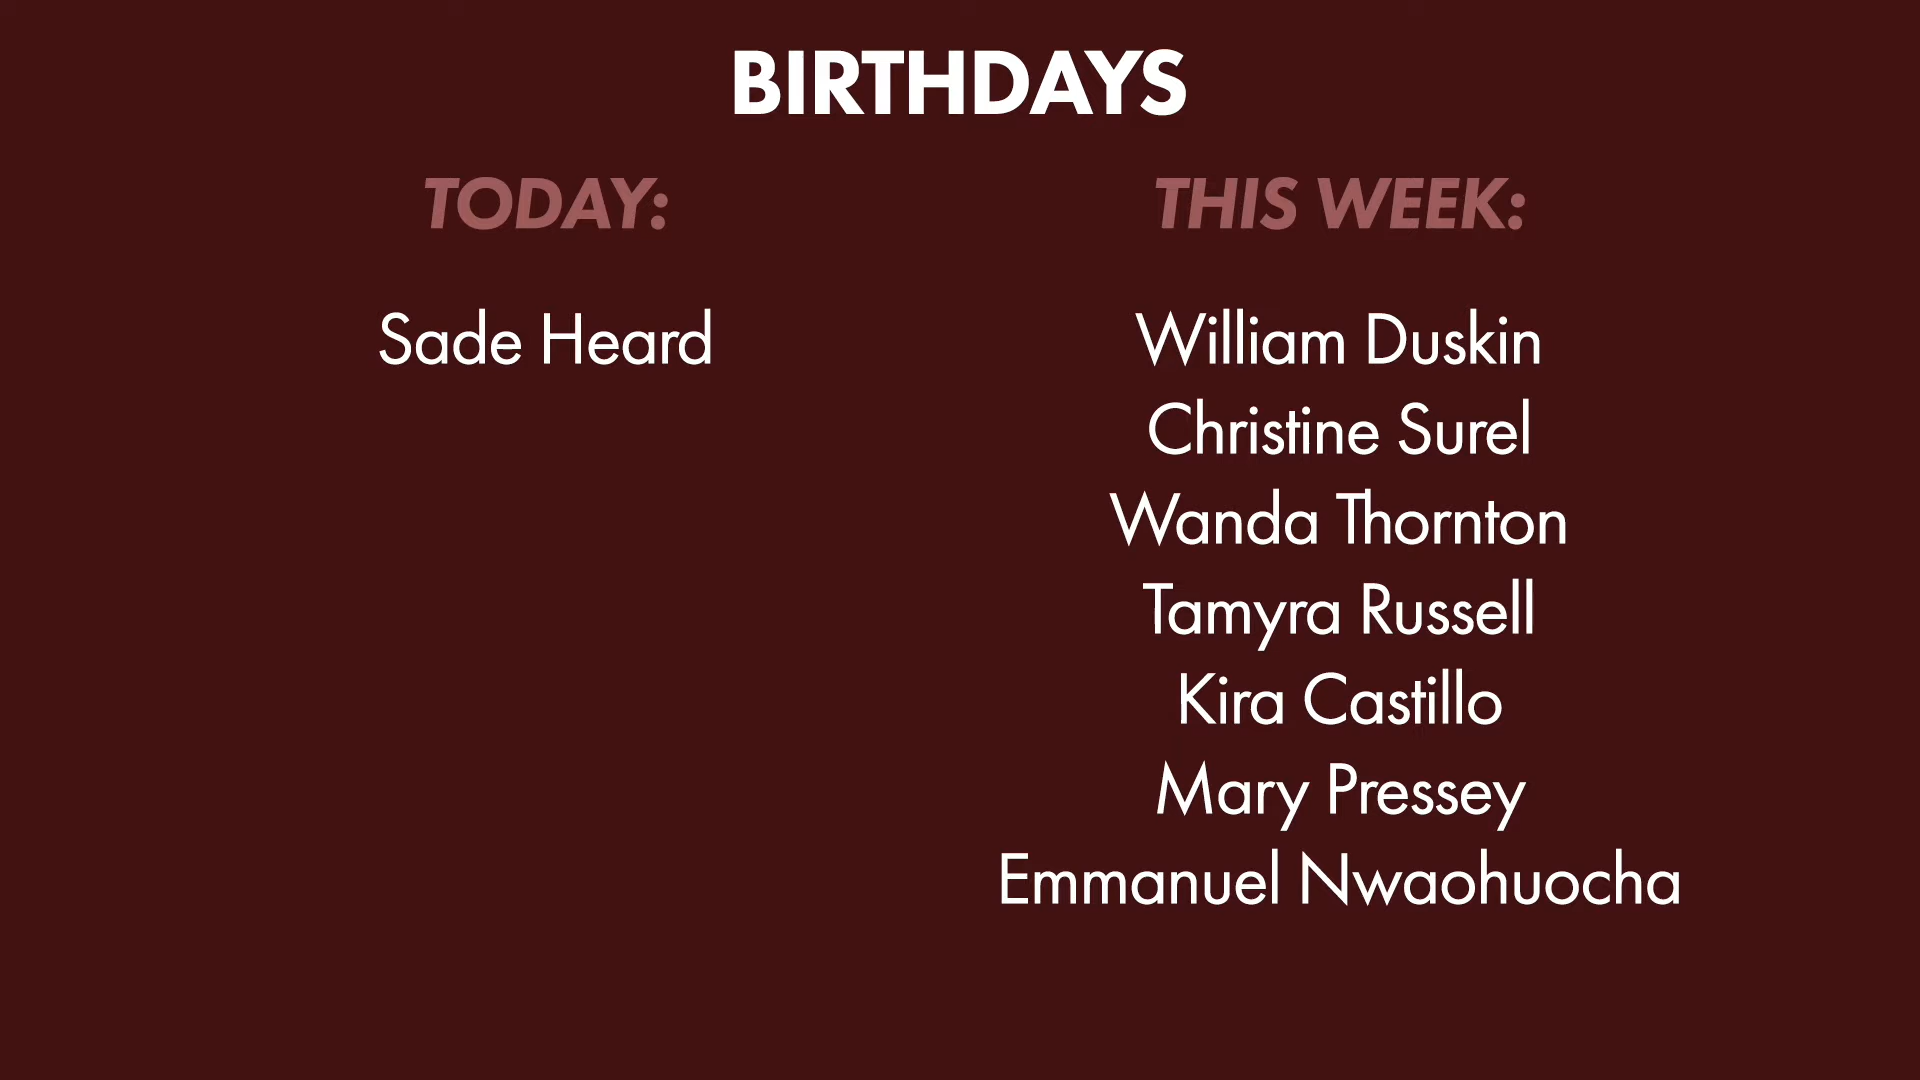 BIRTHDAYS
TODAY:
Sade Heard
THIS WEEK:
William Duskin
Christine Surel
Wanda Thornton
Tamyra Russell
Kira Castillo
Mary Pressey
Emmanuel Nwaohuocha